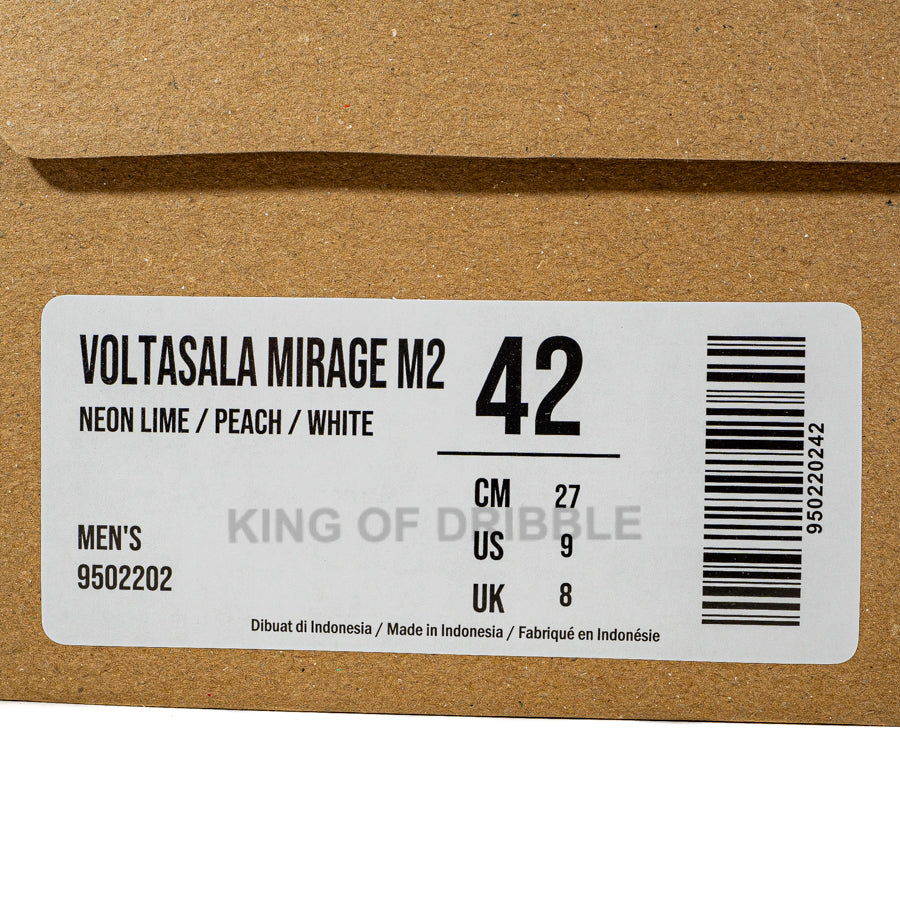 VOLTASALA MIRAGE M2
NEON LIME / PEACH / WHITE
42
CM 27
US 9
UK 8
KING OF DRIBBLE
MEN'S
9502202
Dibuat di Indonesia / Made in Indonesia / Fabriqué en Indonésie
950220242